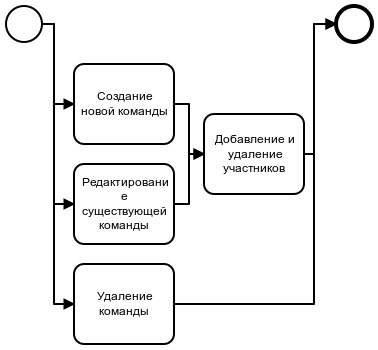 Создание
новой команды
Добавление и
удаление
участников
Редактировани
е
существующей
команды
Удаление
команды